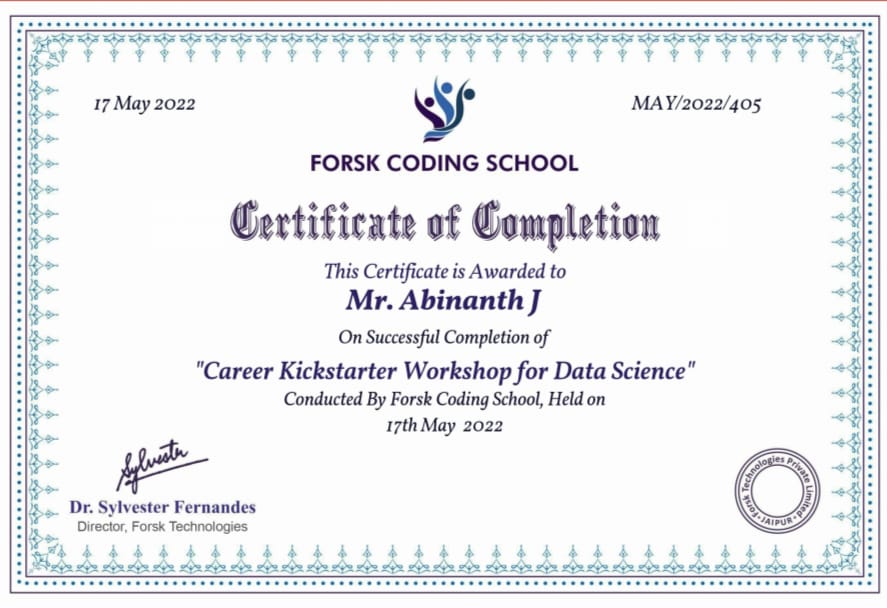 17 May 2022
MAY/2022/405
FORSK CODING SCHOOL
Certificate of Completion
This Certificate is Awarded to
Mr. Abinanth J
On Successful Completion of
"Career Kickstarter Workshop for Data Science"
Conducted By Forsk Coding School, Held on
17th May 2022
Sylvester
Dr. Sylvester Fernandes
Director, Forsk Technologies
Forsk Technologies Private Limited
JAIPUR